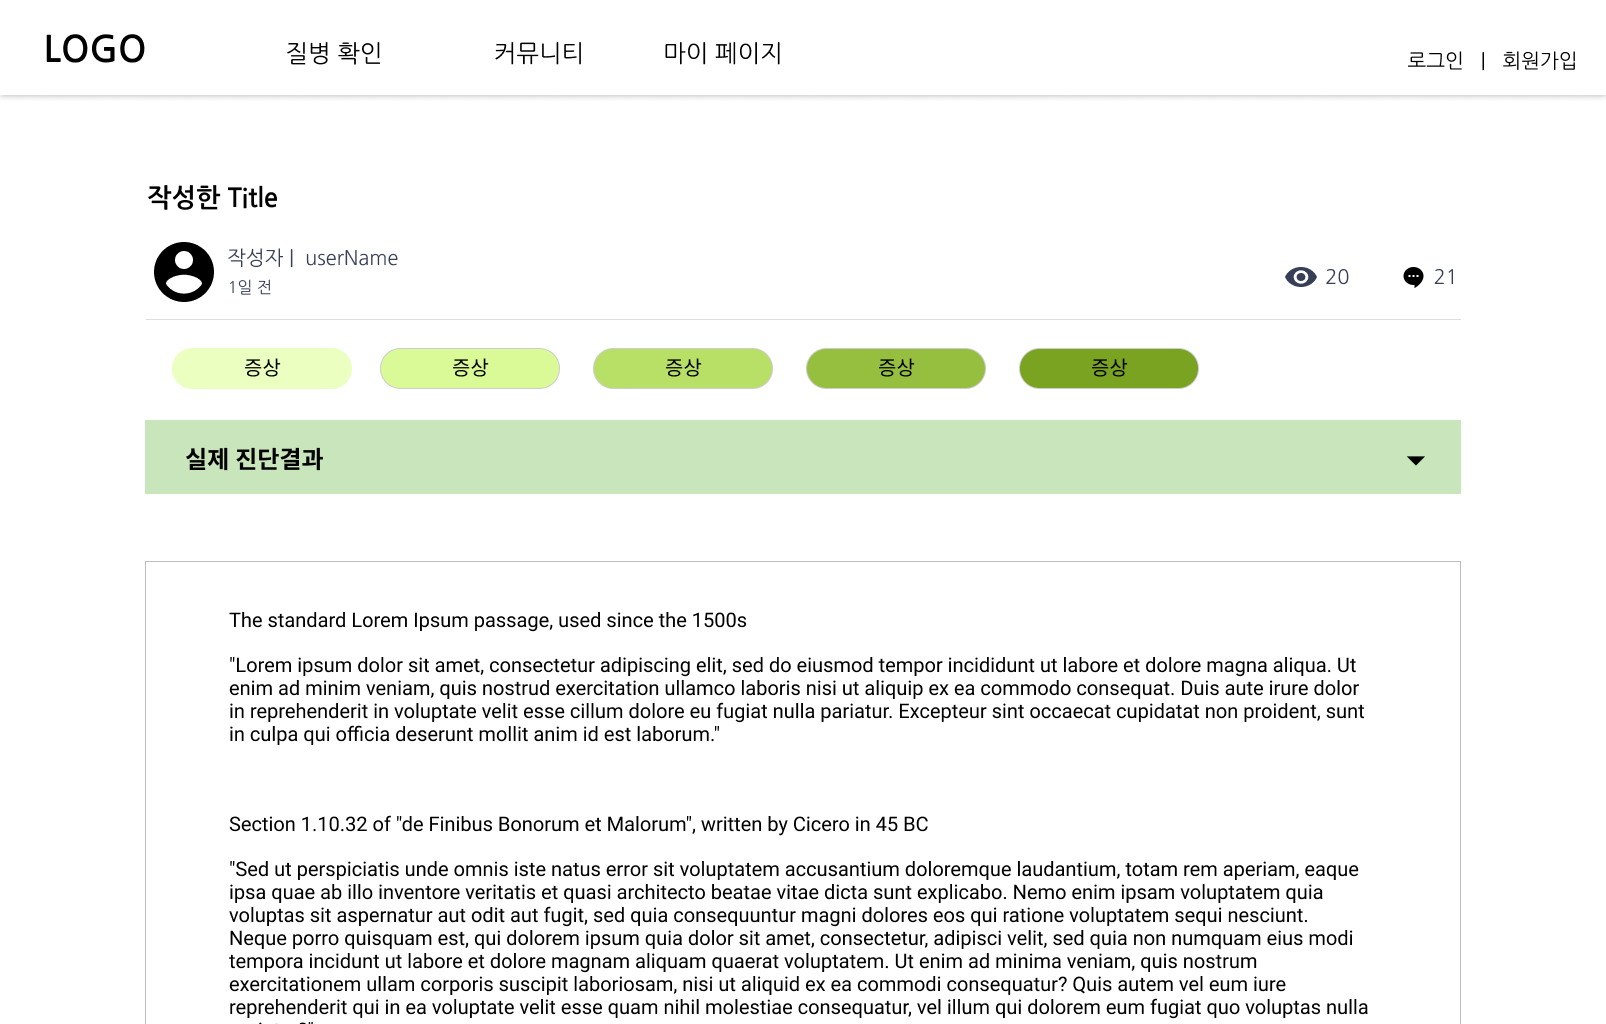 LOGO
질병 확인
커뮤니티
마이 페이지
로그인 | 회원가입
작성한 Title
작성자 | userName
1일 전
20
21
증상
증상
증상
증상
증상
실제 진단결과
The standard Lorem Ipsum passage, used since the 1500s
"Lorem ipsum dolor sit amet, consectetur adipiscing elit, sed do eiusmod tempor incididunt ut labore et dolore magna aliqua. Ut
enim ad minim veniam, quis nostrud exercitation ullamco laboris nisi ut aliquip ex ea commodo consequat. Duis aute irure dolor
in reprehenderit in voluptate velit esse cillum dolore eu fugiat nulla pariatur. Excepteur sint occaecat cupidatat non proident, sunt
in culpa qui officia deserunt mollit anim id est laborum."
Section 1.10.32 of "de Finibus Bonorum et Malorum", written by Cicero in 45 BC
"Sed ut perspiciatis unde omnis iste natus error sit voluptatem accusantium doloremque laudantium, totam rem aperiam, eaque
ipsa quae ab illo inventore veritatis et quasi architecto beatae vitae dicta sunt explicabo. Nemo enim ipsam voluptatem quia
voluptas sit aspernatur aut odit aut fugit, sed quia consequuntur magni dolores eos qui ratione voluptatem sequi nesciunt.
Neque porro quisquam est, qui dolorem ipsum quia dolor sit amet, consectetur, adipisci velit, sed quia non numquam eius modi
tempora incidunt ut labore et dolore magnam aliquam quaerat voluptatem. Ut enim ad minima veniam, quis nostrum
exercitationem ullam corporis suscipit laboriosam, nisi ut aliquid ex ea commodi consequatur? Quis autem vel eum iure
reprehenderit qui in ea voluptate velit esse quam nihil molestiae consequatur, vel illum qui dolorem eum fugiat quo voluptas nulla